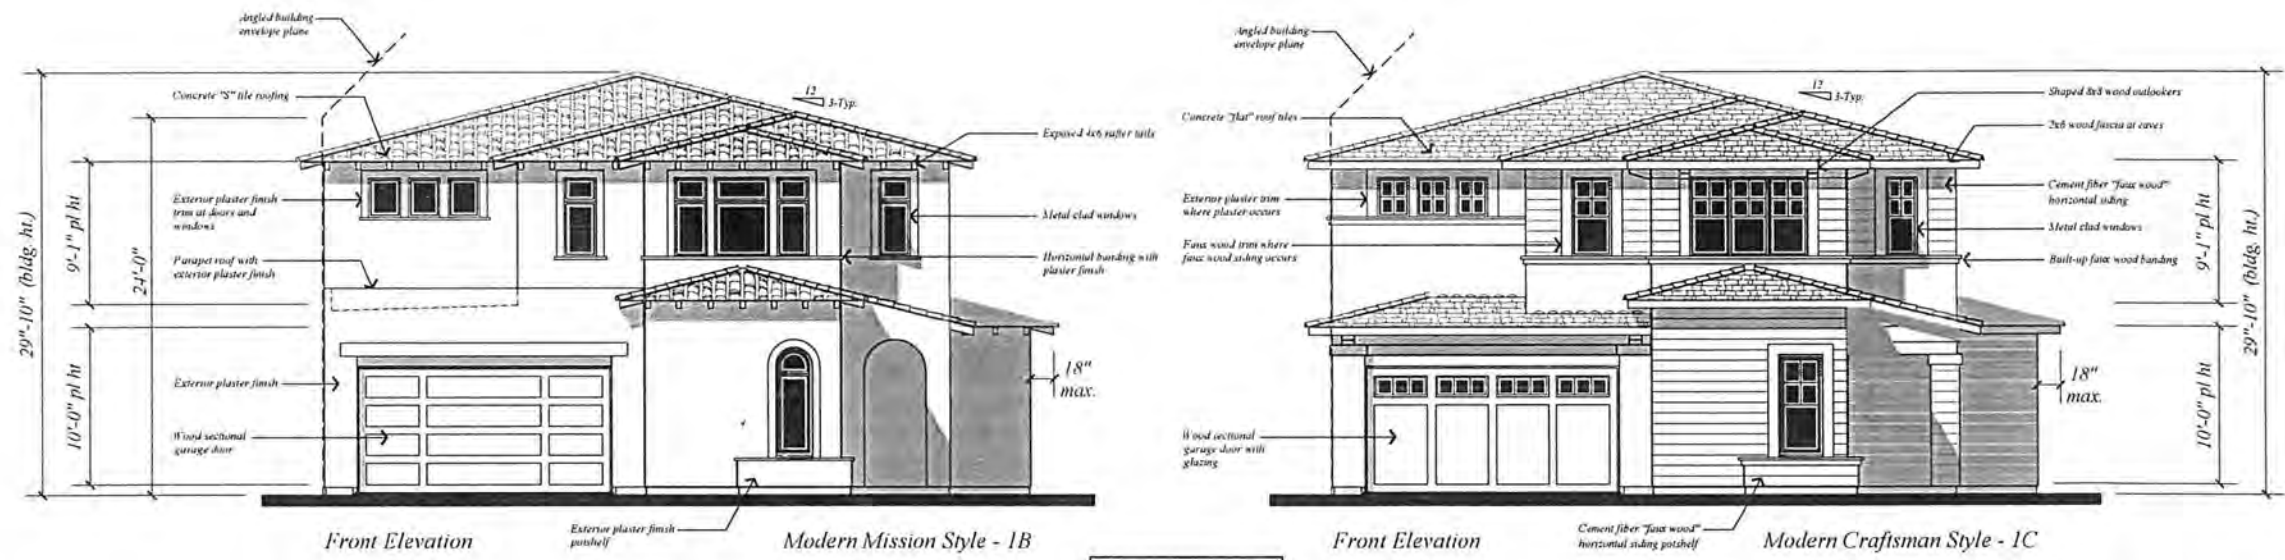 Angled building
envelope plane
Concrete "S" tile roofing
12
3-Typ.
Exposed 4x6 rafter tails
Exterior plaster finish
trim at doors and
windows
Metal clad windows
Parapet roof with
exterior plaster finish
Horizontal banding with
plaster finish
29'-10" (bldg. ht.)
9'-1" pl ht
24'-0"
10'-0" pl ht
Exterior plaster finish
18"
max.
Wood sectional
garage door
Exterior plaster finish
potshelf
Front Elevation
Modern Mission Style - 1B
Angled building
envelope plane
12
3-Typ.
Shaped 8x8 wood outlookers
Concrete "flat" roof tiles
2x8 wood fascia at eaves
Exterior plaster trim
where plaster occurs
Cement fiber "faux wood"
horizontal siding
Metal clad windows
Faux wood trim where
faux wood siding occurs
Built-up faux wood banding
9'-1" pl ht
29'-10" (bldg. ht.)
10'-0" pl ht
18"
max.
Wood sectional
garage door with
glazing
Cement fiber "faux wood"
horizontal siding potshelf
Front Elevation
Modern Craftsman Style - 1C